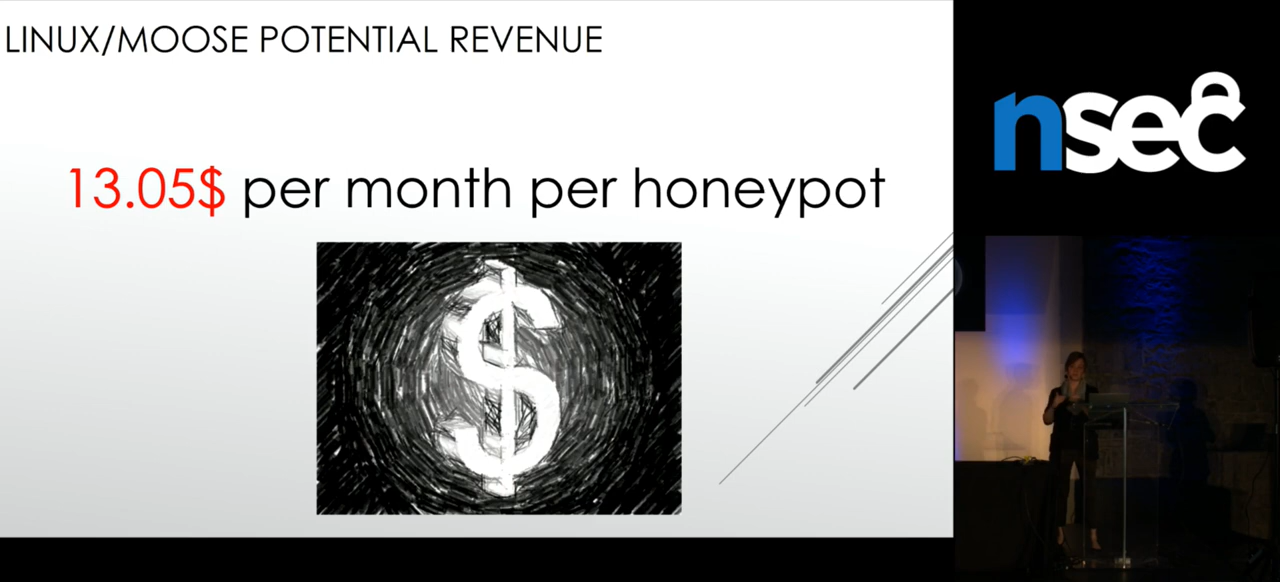 LINUX/MOOSE POTENTIAL REVENUE
13.05$ per month per honeypot
nsec